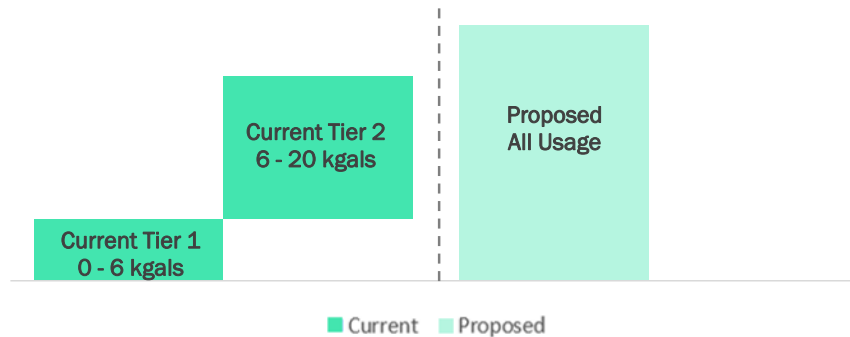 Current Tier 1
0 - 6 kgals
Current Tier 2
6 - 20 kgals
Proposed
All Usage
Current
Proposed